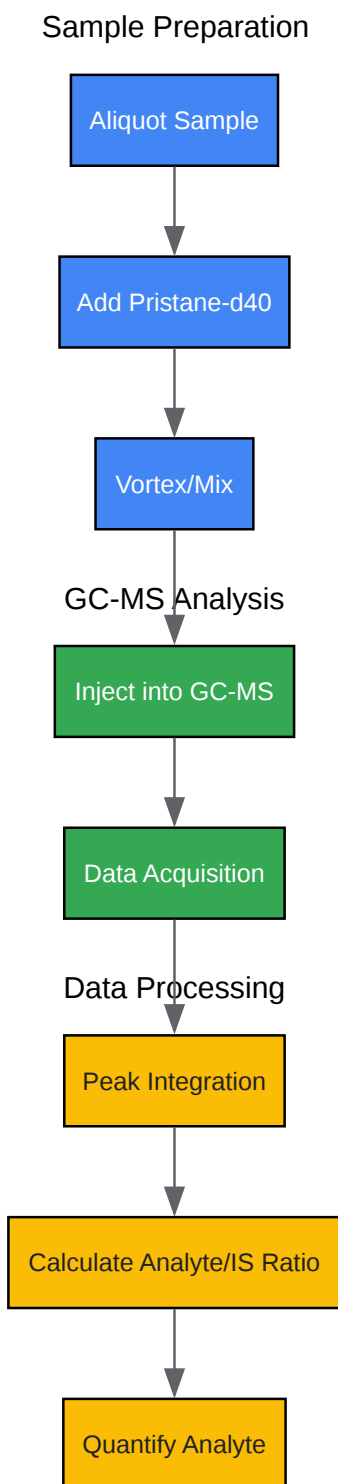 Sample Preparation
Aliquot Sample
Add Pristane-d40
Vortex/Mix
GC-MS Analysis
Inject into GC-MS
Data Acquisition
Data Processing
Peak Integration
Calculate Analyte/IS Ratio
Quantify Analyte